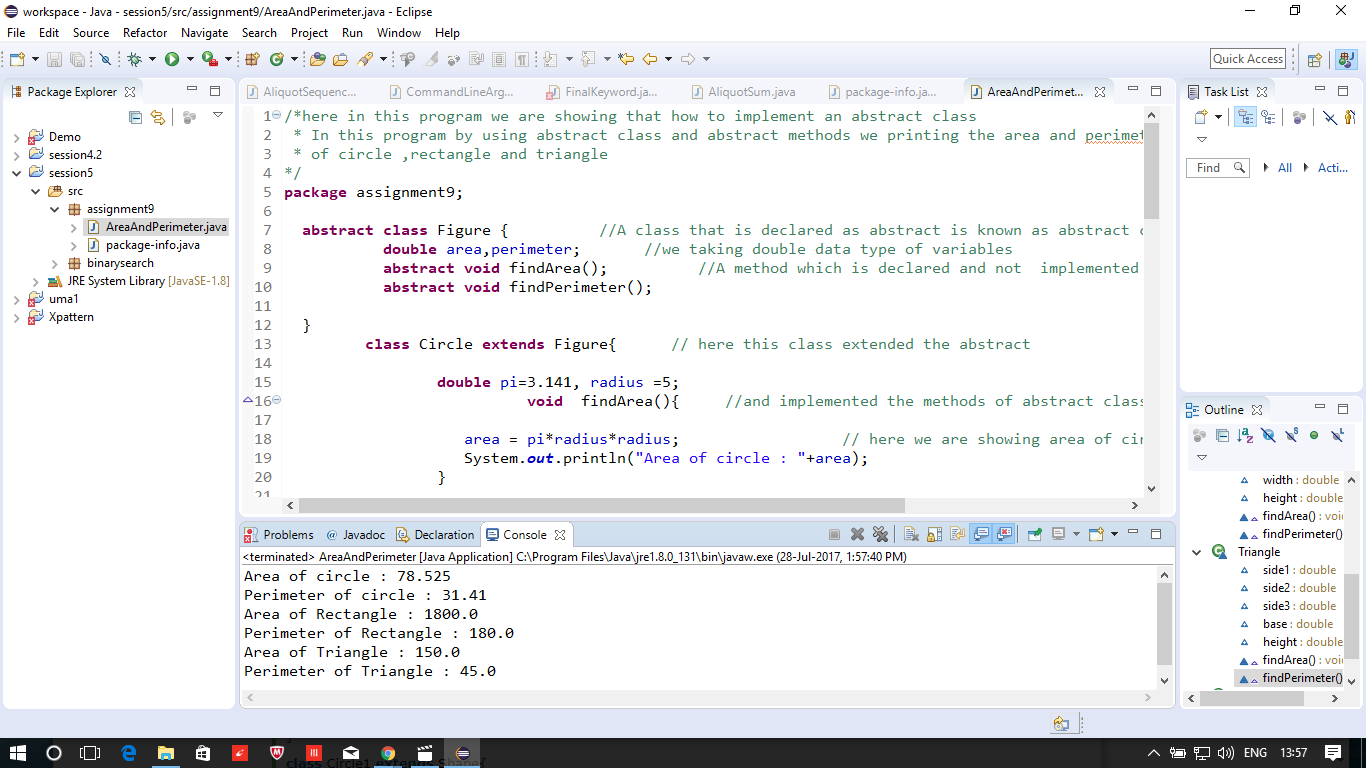 workspace - Java - session5/src/assignment9/AreaAndPerimeter.java - Eclipse
File Edit Source Refactor Navigate Search Project Run Window Help
Quick Access
Package Explorer
Demo
session4.2
session5
src
assignment9
AreaAndPerimeter.java
package-info.java
binarysearch
JRE System Library [JavaSE-1.8]
uma1
Xpattern
AliquotSequenc... CommandLineArg... FinalKeyword.ja... AliquotSum.java package-info.ja... AreaAndPerimet...
1 /*here in this program we are showing that how to implement an abstract class
2 * In this program by using abstract class and abstract methods we printing the area and perimet
3 * of circle ,rectangle and triangle
4 */
5 package assignment9;
6
7 abstract class Figure { //A class that is declared as abstract is known as abstract c
8 double area,perimeter; //we taking double data type of variables
9 abstract void findArea(); //A method which is declared and not implemented
10 abstract void findPerimeter();
11
12 }
13 class Circle extends Figure{ // here this class extended the abstract
14
15 double pi=3.141, radius =5;
16 void findArea(){ //and implemented the methods of abstract clas
17
18 area = pi*radius*radius; // here we are showing area of cir
19 System.out.println("Area of circle : "+area);
20 }
21
Task List
Find All Acti...
Outline
width : double
height : double
findArea() : voi
findPerimeter()
Triangle
side1 : double
side2 : double
side3 : double
base : double
height : double
findArea() : voi
findPerimeter()
Problems @ Javadoc Declaration Console
<terminated> AreaAndPerimeter [Java Application] C:\Program Files\Java\jre1.8.0_131\bin\javaw.exe (28-Jul-2017, 1:57:40 PM)
Area of circle : 78.525
Perimeter of circle : 31.41
Area of Rectangle : 1800.0
Perimeter of Rectangle : 180.0
Area of Triangle : 150.0
Perimeter of Triangle : 45.0
ENG 13:57